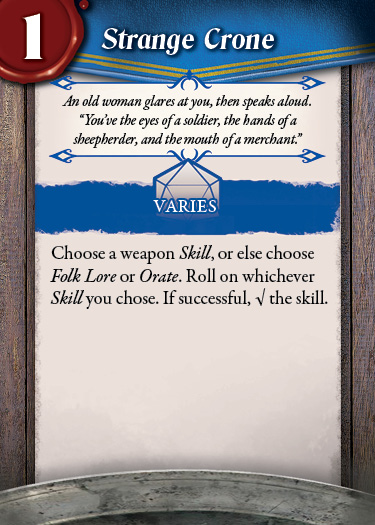 1
Strange Crone
An old woman glares at you, then speaks aloud.
“You’ve the eyes of a soldier, the hands of a
sheepherder, and the mouth of a merchant.”
VARIES
Choose a weapon Skill, or else choose
Folk Lore or Orate. Roll on whichever
Skill you chose. If successful, √ the skill.